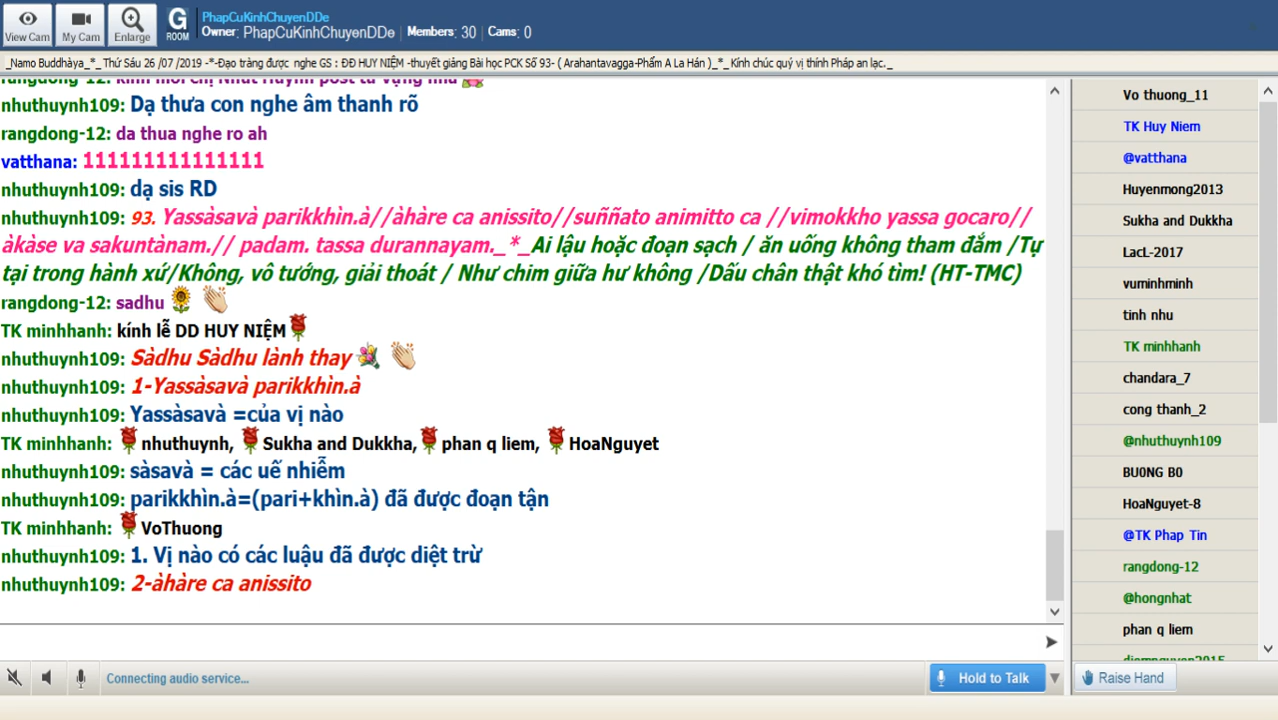 View Cam
My Cam
Enlarge
G
ROOM
PhapCuKinhChuyenDDe
Owner: PhapCuKinhChuyenDDe Members: 30 Cams: 0
_Namo Buddhàya_*_ Thứ Sáu 26 /07 /2019 -*-Đạo tràng được nghe GS : ĐĐ HUY NIỆM -thuyết giảng Bài học PCK Số 93- ( Arahantavagga-Phẩm A La Hán )_*_Kính chúc quý vị thính Pháp an lạc._
nhuthuynh109: Dạ thưa con nghe âm thanh rõ
rangdong-12: da thua nghe ro ah
vatthana: 111111111111111
nhuthuynh109: dạ sis RD
nhuthuynh109: 93. Yassàsavà parikkhìn.à//àhàre ca anissito//suññato animitto ca //vimokkho yassa gocaro//
àkàse va sakuntànam.// padam. tassa durannayam._*_Ai lậu hoặc đoạn sạch / ăn uống không tham đắm /Tự
tại trong hành xứ/Không, vô tướng, giải thoát / Như chim giữa hư không /Dấu chân thật khó tìm! (HT-TMC)
rangdong-12: sadhu
TK minhhanh: kính lễ DD HUY NIỆM
nhuthuynh109: Sàdhu Sàdhu lành thay
nhuthuynh109: 1-Yassàsavà parikkhìn.à
nhuthuynh109: Yassàsavà =của vị nào
TK minhhanh: nhuthuynh, Sukha and Dukkha, phan q liem, HoaNguyet
nhuthuynh109: sàsavà = các uế nhiễm
nhuthuynh109: parikkhìn.à=(pari+khìn.à) đã được đoạn tận
TK minhhanh: VoThuong
nhuthuynh109: 1. Vị nào có các luậu đã được diệt trừ
nhuthuynh109: 2-àhàre ca anissito
Connecting audio service...
Hold to Talk
Vo thuong_11
TK Huy Niem
@vatthana
Huyenmong2013
Sukha and Dukkha
LacL-2017
vuminhminh
tinh nhu
TK minhhanh
chandara_7
cong thanh_2
@nhuthuynh109
BU0NG B0
HoaNguyet-8
@TK Phap Tin
rangdong-12
@hongnhat
phan q liem
Raise Hand